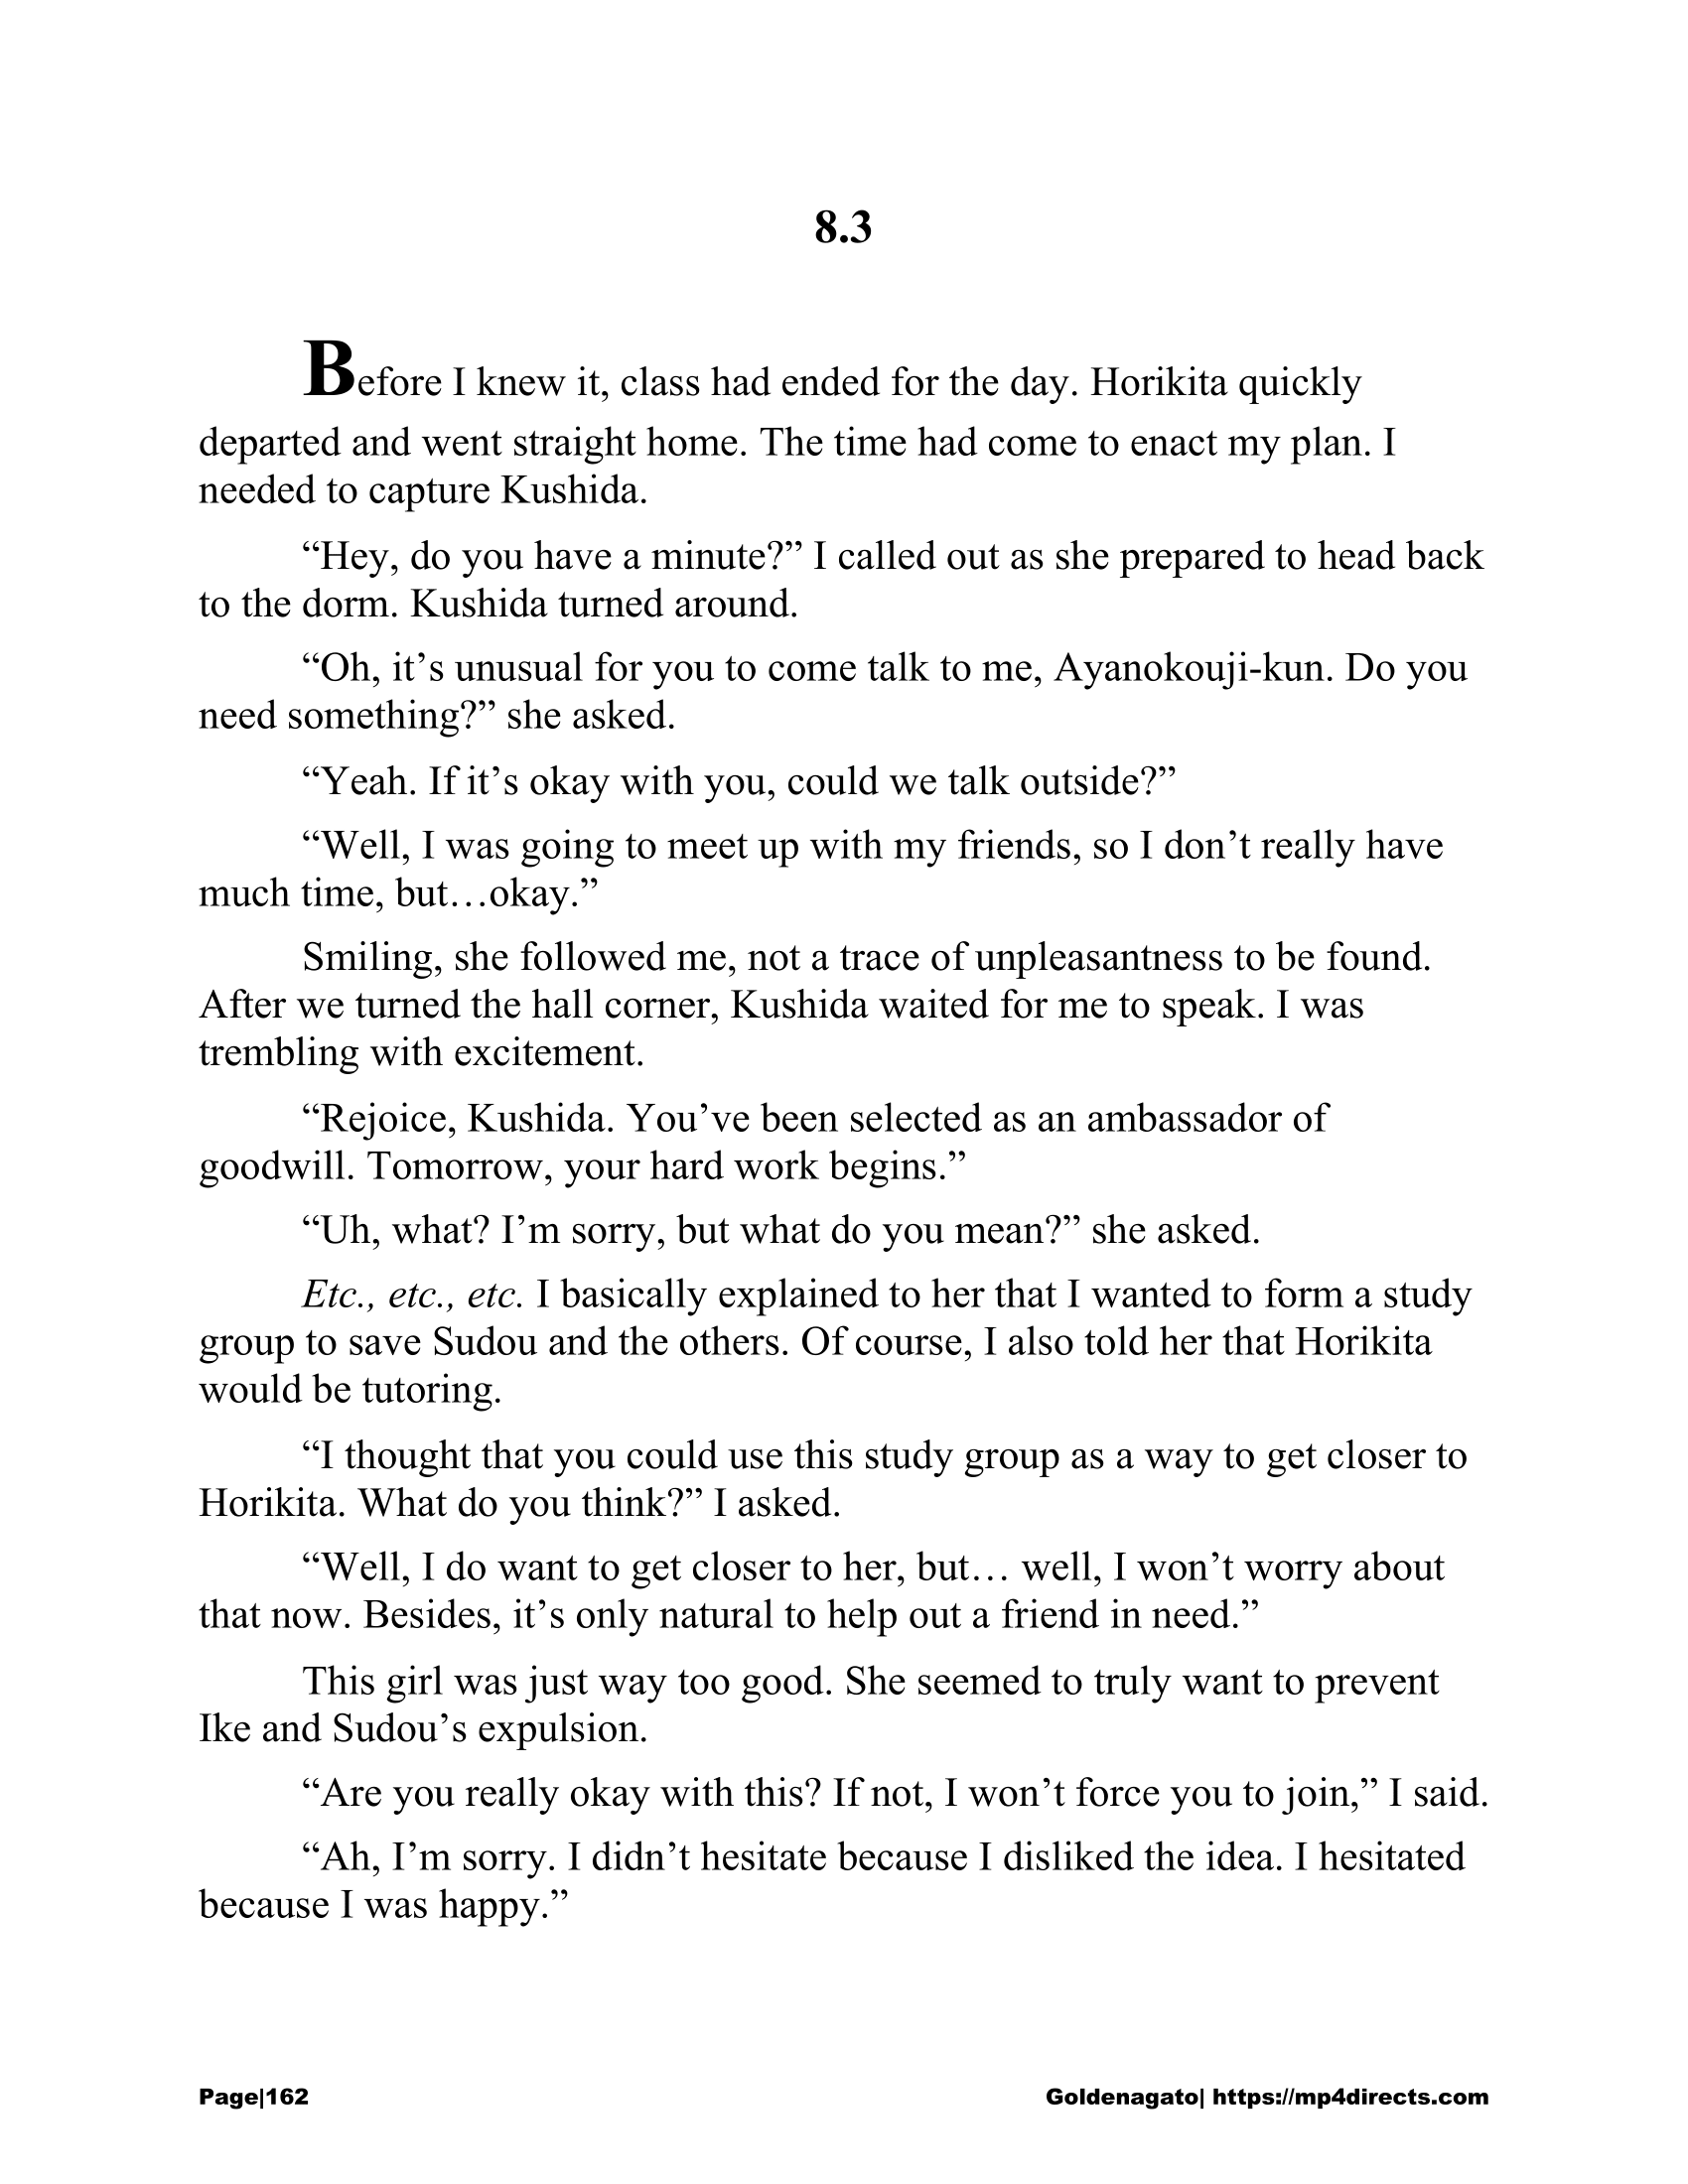 8.3
Before I knew it, class had ended for the day. Horikita quickly
departed and went straight home. The time had come to enact my plan. I
needed to capture Kushida.
“Hey, do you have a minute?” I called out as she prepared to head back
to the dorm. Kushida turned around.
“Oh, it’s unusual for you to come talk to me, Ayanokouji-kun. Do you
need something?” she asked.
“Yeah. If it’s okay with you, could we talk outside?”
“Well, I was going to meet up with my friends, so I don’t really have
much time, but…okay.”
Smiling, she followed me, not a trace of unpleasantness to be found.
After we turned the hall corner, Kushida waited for me to speak. I was
trembling with excitement.
“Rejoice, Kushida. You’ve been selected as an ambassador of
goodwill. Tomorrow, your hard work begins.”
“Uh, what? I’m sorry, but what do you mean?” she asked.
Etc., etc., etc. I basically explained to her that I wanted to form a study
group to save Sudou and the others. Of course, I also told her that Horikita
would be tutoring.
“I thought that you could use this study group as a way to get closer to
Horikita. What do you think?” I asked.
“Well, I do want to get closer to her, but… well, I won’t worry about
that now. Besides, it’s only natural to help out a friend in need.”
This girl was just way too good. She seemed to truly want to prevent
Ike and Sudou’s expulsion.
“Are you really okay with this? If not, I won’t force you to join,” I said.
“Ah, I’m sorry. I didn’t hesitate because I disliked the idea. I hesitated
because I was happy.”
Page|162 Goldenagato| https://mp4directs.com